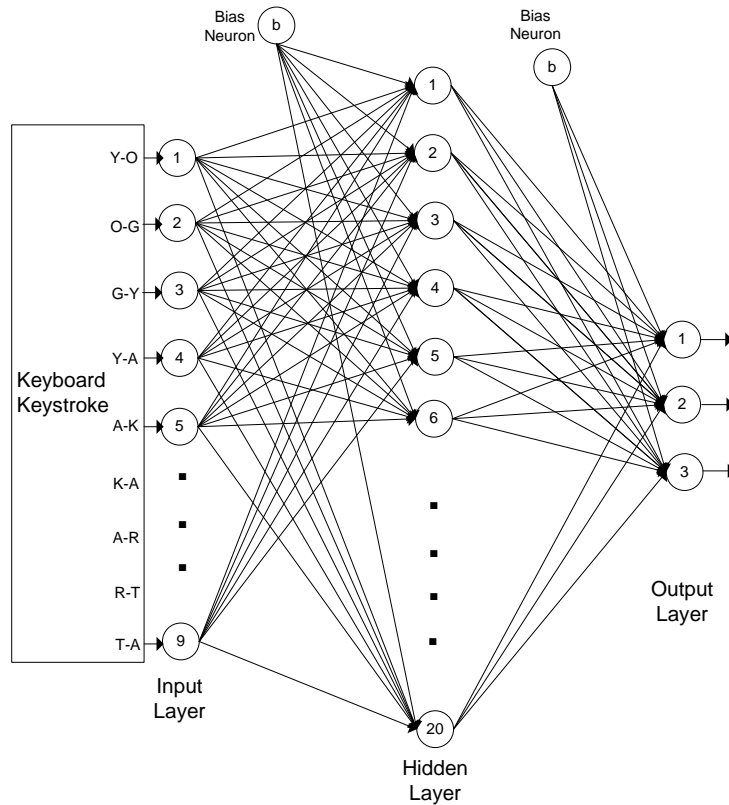 Bias
Neuron
b
Bias
Neuron
b
Keyboard
Keystroke
Y-O
O-G
G-Y
Y-A
A-K
K-A
A-R
R-T
T-A
1
2
3
4
5
9
Input
Layer
1
2
3
4
5
6
20
Hidden
Layer
1
2
3
Output
Layer